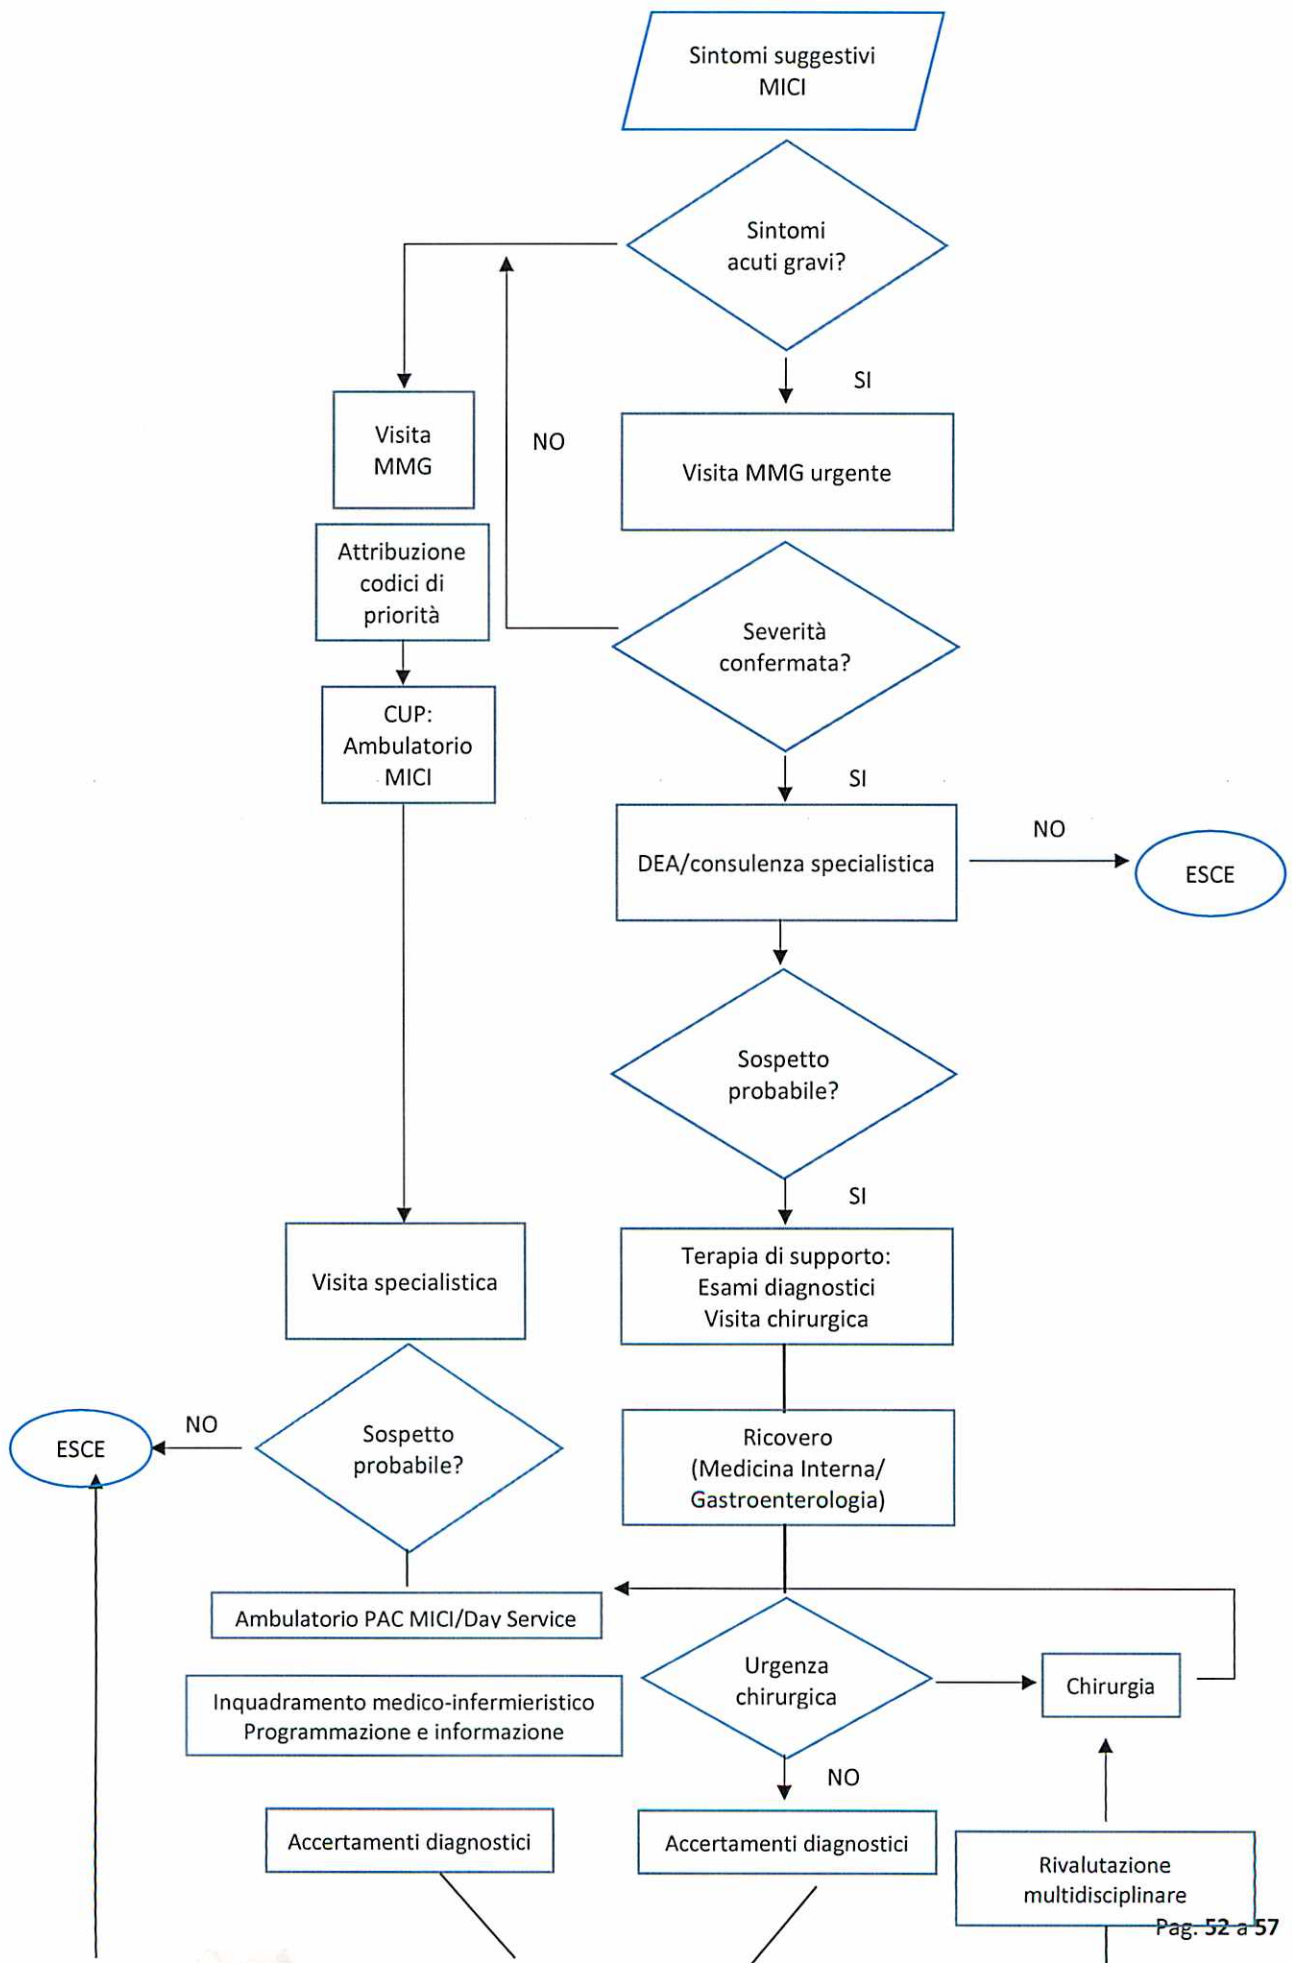 Sintomi suggestivi
MICI
Sintomi
acuti gravi?
SI
Visita
MMG
NO
Visita MMG urgente
Attribuzione
codici di
priorità
Severità
confermata?
CUP:
Ambulatorio
MICI
SI
NO
DEA/consulenza specialistica
ESCE
Sospetto
probabile?
SI
Visita specialistica
Terapia di supporto:
Esami diagnostici
Visita chirurgica
NO
ESCE
Sospetto
probabile?
Ricovero
(Medicina Interna/
Gastroenterologia)
Ambulatorio PAC MICI/Day Service
Urgenza
chirurgica
Chirurgia
Inquadramento medico-infermieristico
Programmazione e informazione
NO
Accertamenti diagnostici
Accertamenti diagnostici
Rivalutazione
multidisciplinare
Pag. 52 a 57